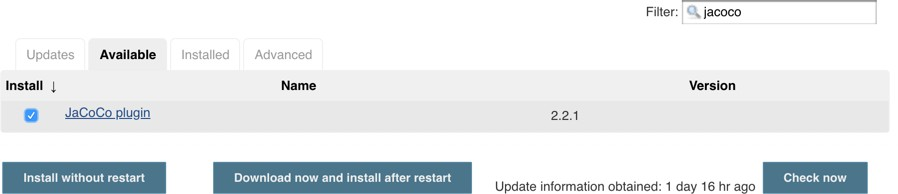 Filter: jacoco
Updates Available Installed Advanced
Install ↓ Name Version
JaCoCo plugin 2.2.1
Install without restart Download now and install after restart Update information obtained: 1 day 16 hr ago Check now